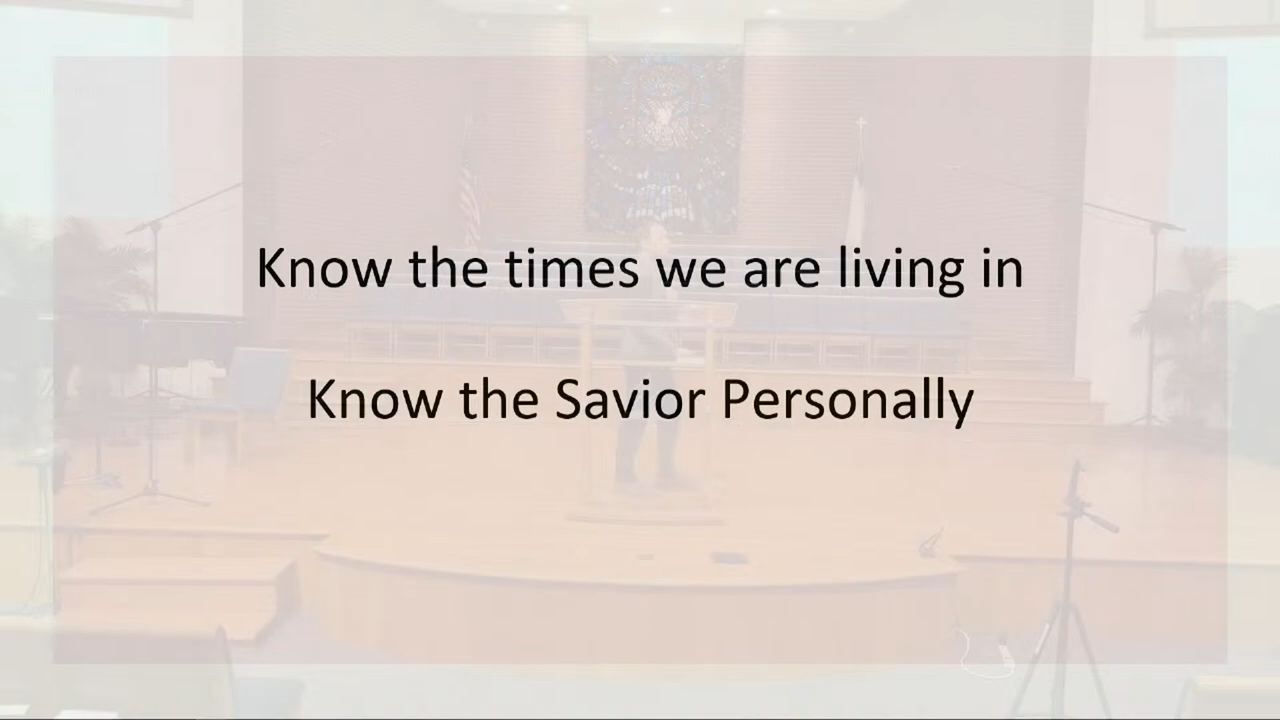 Know the times we are living in
Know the Savior Personally